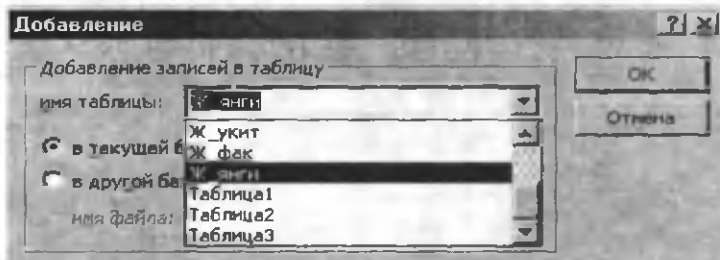 Добавление
Добавление записей в таблицу
имя таблицы: Ж_янги
OK
Отмена
Ж_укит
в текущей б
Ж_фак
Ж_янги
в другой ба
Таблица1
Таблица2
имя файла:
Таблица3